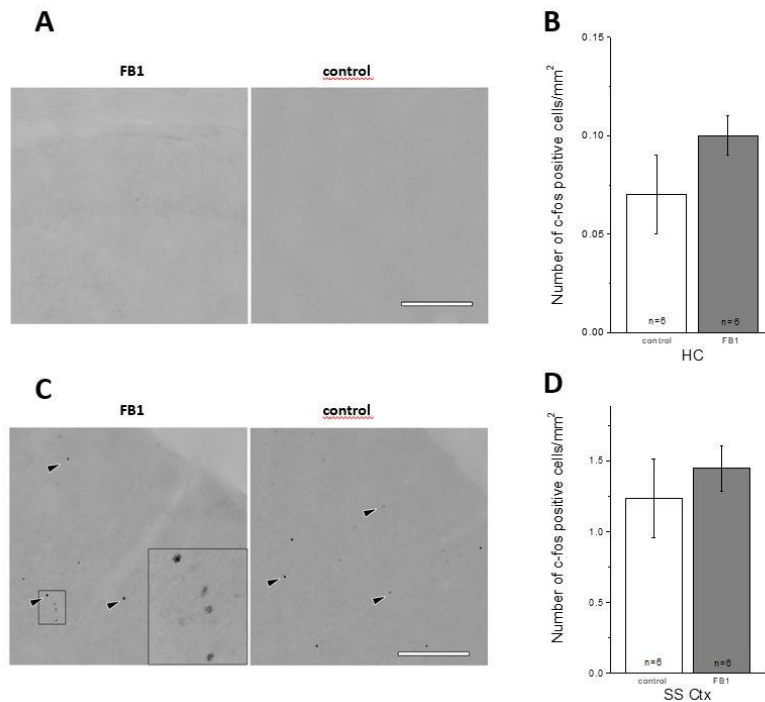 A
FB1
control
B
Number of c-fos positive cells/mm²
0.15
0.10
0.05
0.00
n=6
n=6
control
FB1
HC
C
FB1
control
D
Number of c-fos positive cells/mm²
1.5
1.0
0.5
0.0
n=6
n=6
control
FB1
SS Ctx